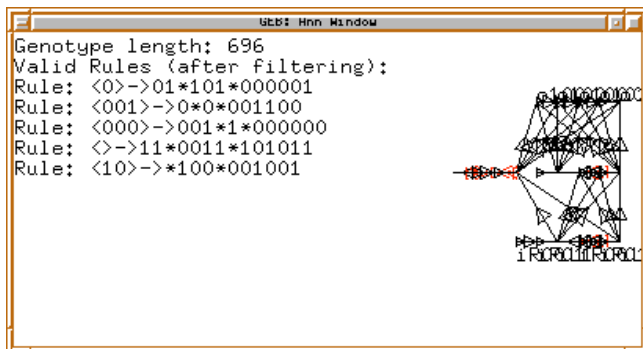 GEB: Ann Window
Genotype length: 696
Valid Rules (after filtering):
Rule: <0>->01*101*000001
Rule: <001>->0*0*001100
Rule: <000>->001*1*000000
Rule: <>->11*0011*101011
Rule: <10>->*100*001001